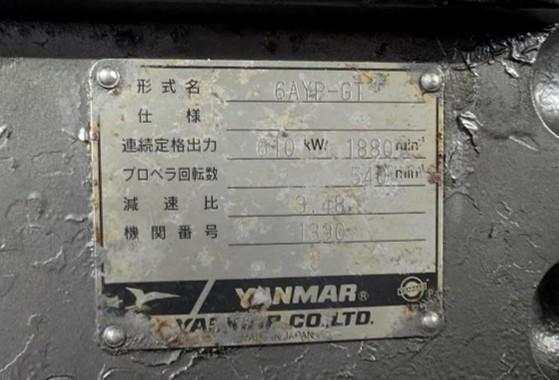 形式名 6AYP-GT
仕様
連続定格出力 610 kW/ 1880 min⁻¹
プロペラ回転数 540 min⁻¹
減速比 3.48
機関番号 1390
YANMAR®
YANMAR CO.,LTD.
MADE IN JAPAN